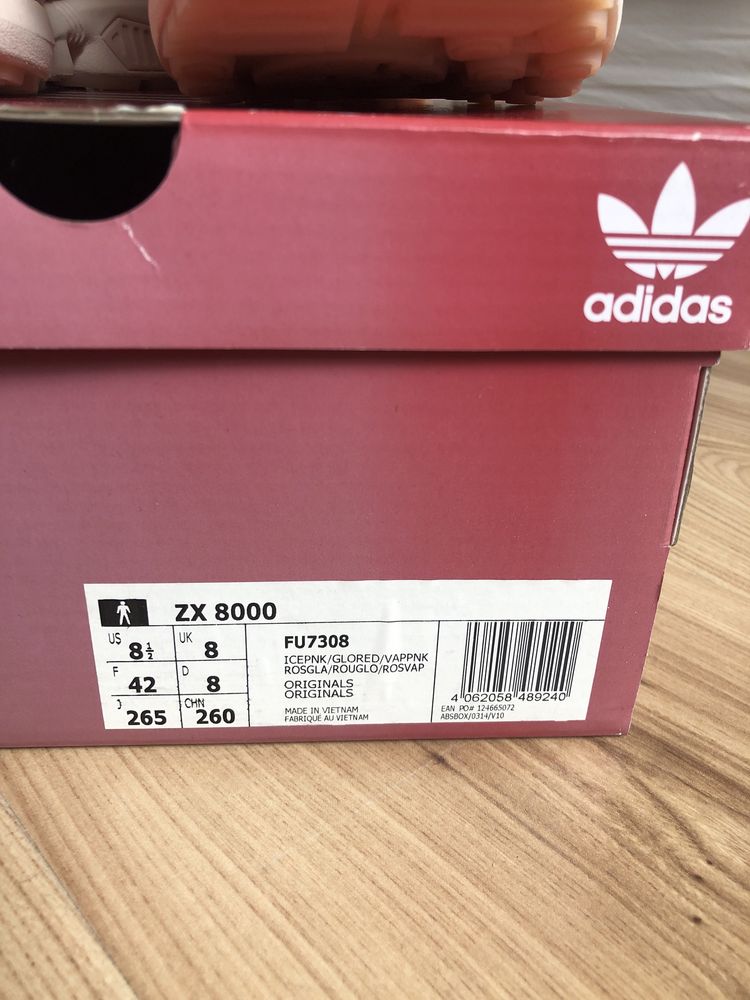 adidas
ZX 8000
US 8½ UK 8
F 42 D 8
J 265 CHN 260
FU7308
ICEPNK/GLORED/VAPPNK
ROSGLA/ROUGLO/ROSVAP
ORIGINALS
ORIGINALS
MADE IN VIETNAM
FABRIQUÉ AU VIETNAM
4 062058 489240
EAN PO# 124665072
ABSBOX/0314/V10